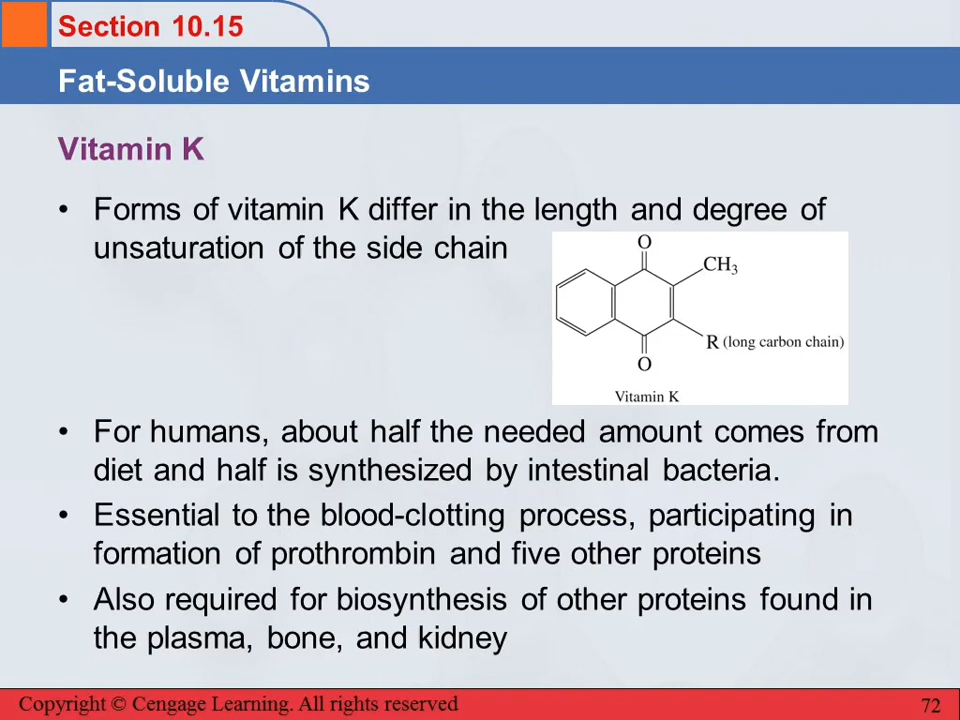 Section 10.15
Fat-Soluble Vitamins
Vitamin K
• Forms of vitamin K differ in the length and degree of
unsaturation of the side chain
O
CH₃
R (long carbon chain)
O
Vitamin K
• For humans, about half the needed amount comes from
diet and half is synthesized by intestinal bacteria.
• Essential to the blood-clotting process, participating in
formation of prothrombin and five other proteins
• Also required for biosynthesis of other proteins found in
the plasma, bone, and kidney
Copyright © Cengage Learning. All rights reserved
72